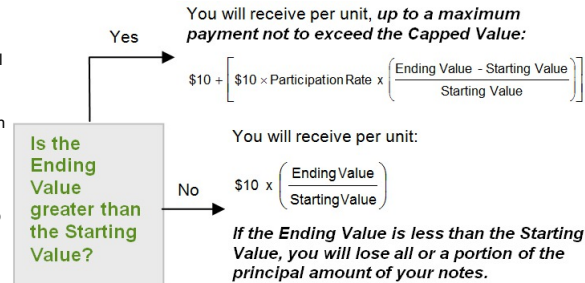 You will receive per unit, up to a maximum
Yes
payment not to exceed the Capped Value:
$10 + [ $10 × Participation Rate x ( Ending Value - Starting Value / Starting Value ) ]
Is the
Ending
Value
greater than
the Starting
Value?
You will receive per unit:
No
$10 x ( Ending Value / Starting Value )
If the Ending Value is less than the Starting
Value, you will lose all or a portion of the
principal amount of your notes.